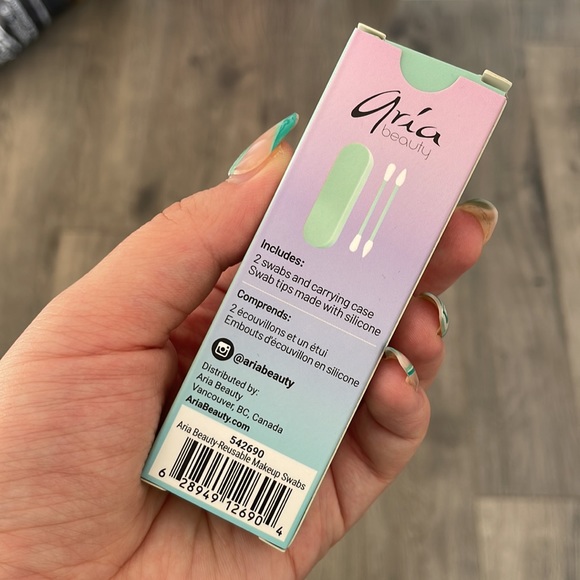 aria
beauty
Includes:
2 swabs and carrying case
Swab tips made with silicone
Comprends:
2 écouvillons et un étui
Embouts d'écouvillon en silicone
@ariabeauty
Distributed by:
Aria Beauty
Vancouver, BC, Canada
AriaBeauty.com
542690
Aria Beauty-Reusable Makeup Swabs
6 28949 12690 4